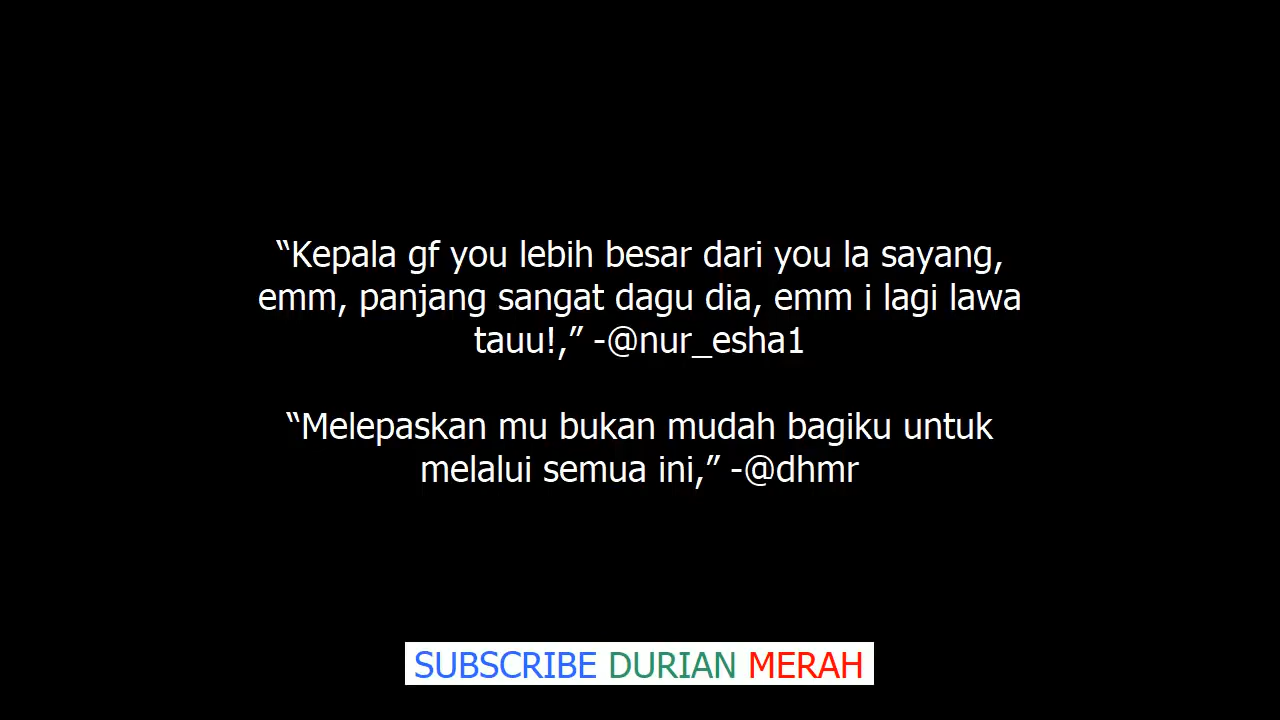 “Kepala gf you lebih besar dari you la sayang,
emm, panjang sangat dagu dia, emm i lagi lawa
tauu!,” -@nur_esha1
“Melepaskan mu bukan mudah bagiku untuk
melalui semua ini,” -@dhmr
SUBSCRIBE DURIAN MERAH